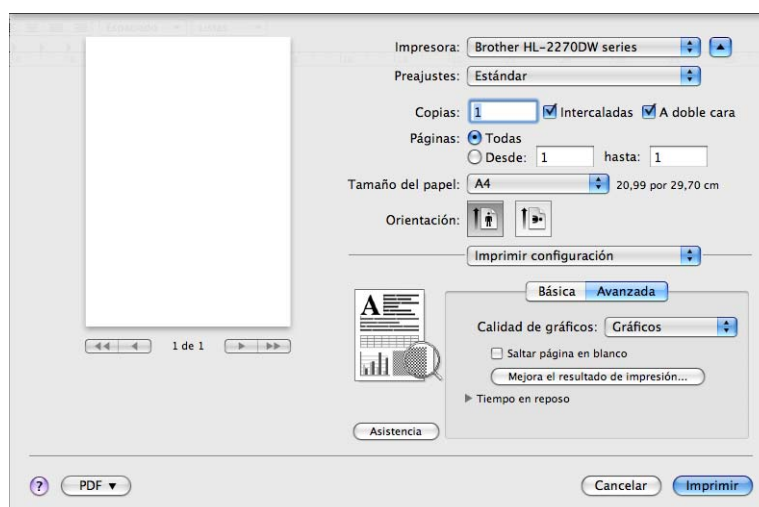 Impresora: Brother HL-2270DW series
Preajustes: Estándar
Copias: 1 Intercaladas A doble cara
Páginas: Todas
Desde: 1 hasta: 1
Tamaño del papel: A4 20,99 por 29,70 cm
Orientación:
Imprimir configuración
Básica Avanzada
A
Calidad de gráficos: Gráficos
Saltar página en blanco
Mejora el resultado de impresión...
Tiempo en reposo
1 de 1
Asistencia
? PDF Cancelar Imprimir